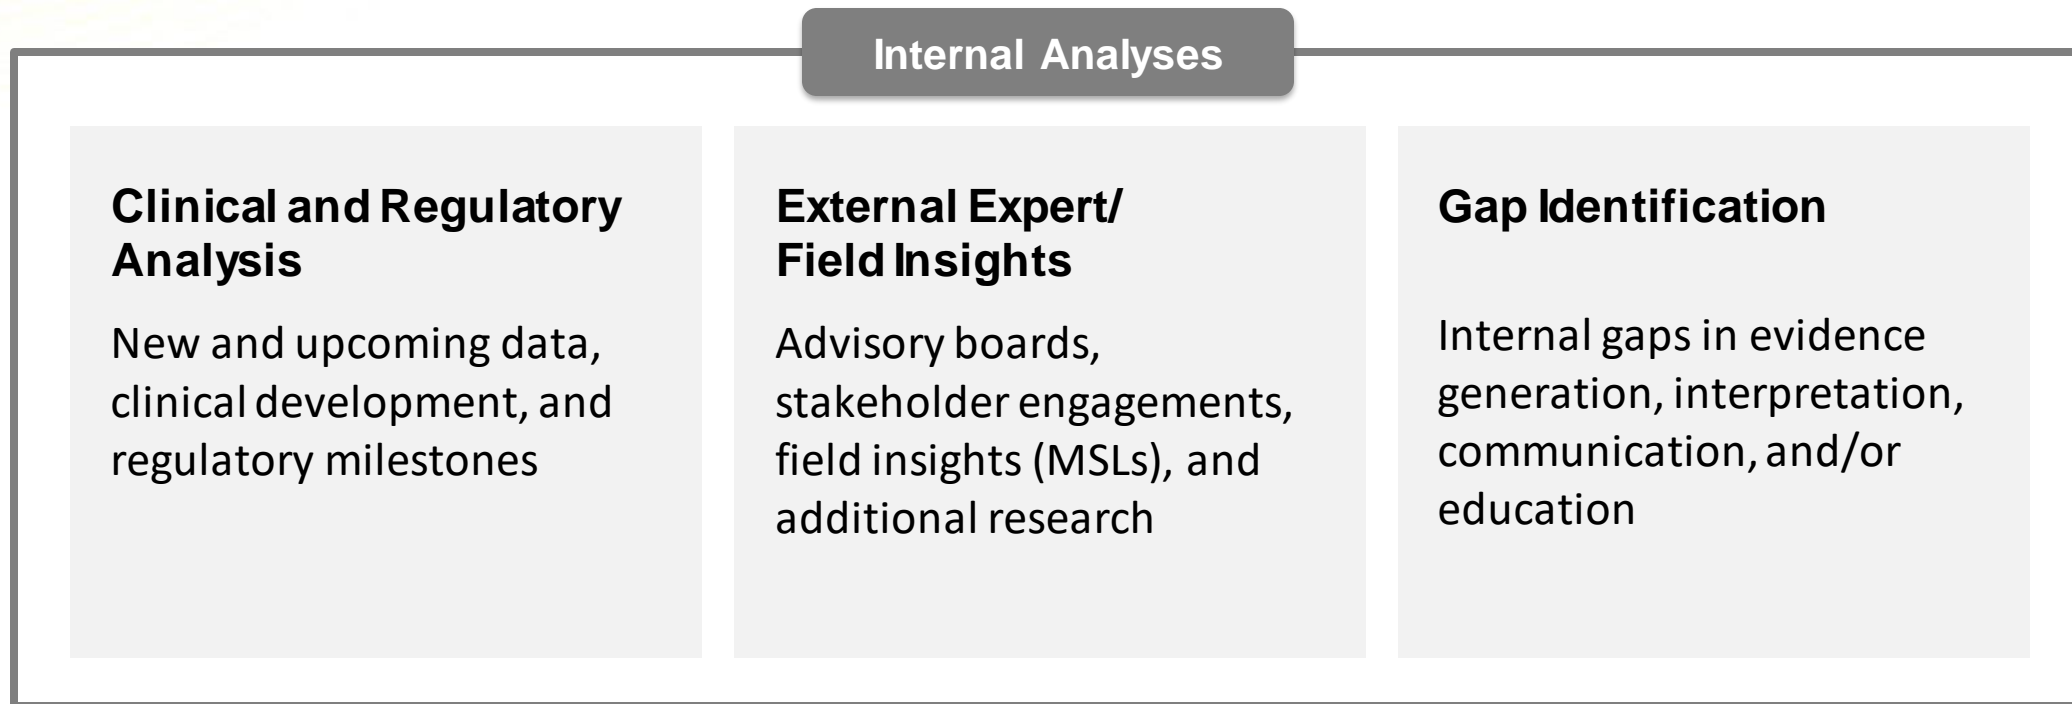 Internal Analyses
Clinical and Regulatory
Analysis
New and upcoming data,
clinical development, and
regulatory milestones
External Expert/
Field Insights
Advisory boards,
stakeholder engagements,
field insights (MSLs), and
additional research
Gap Identification
Internal gaps in evidence
generation, interpretation,
communication, and/or
education